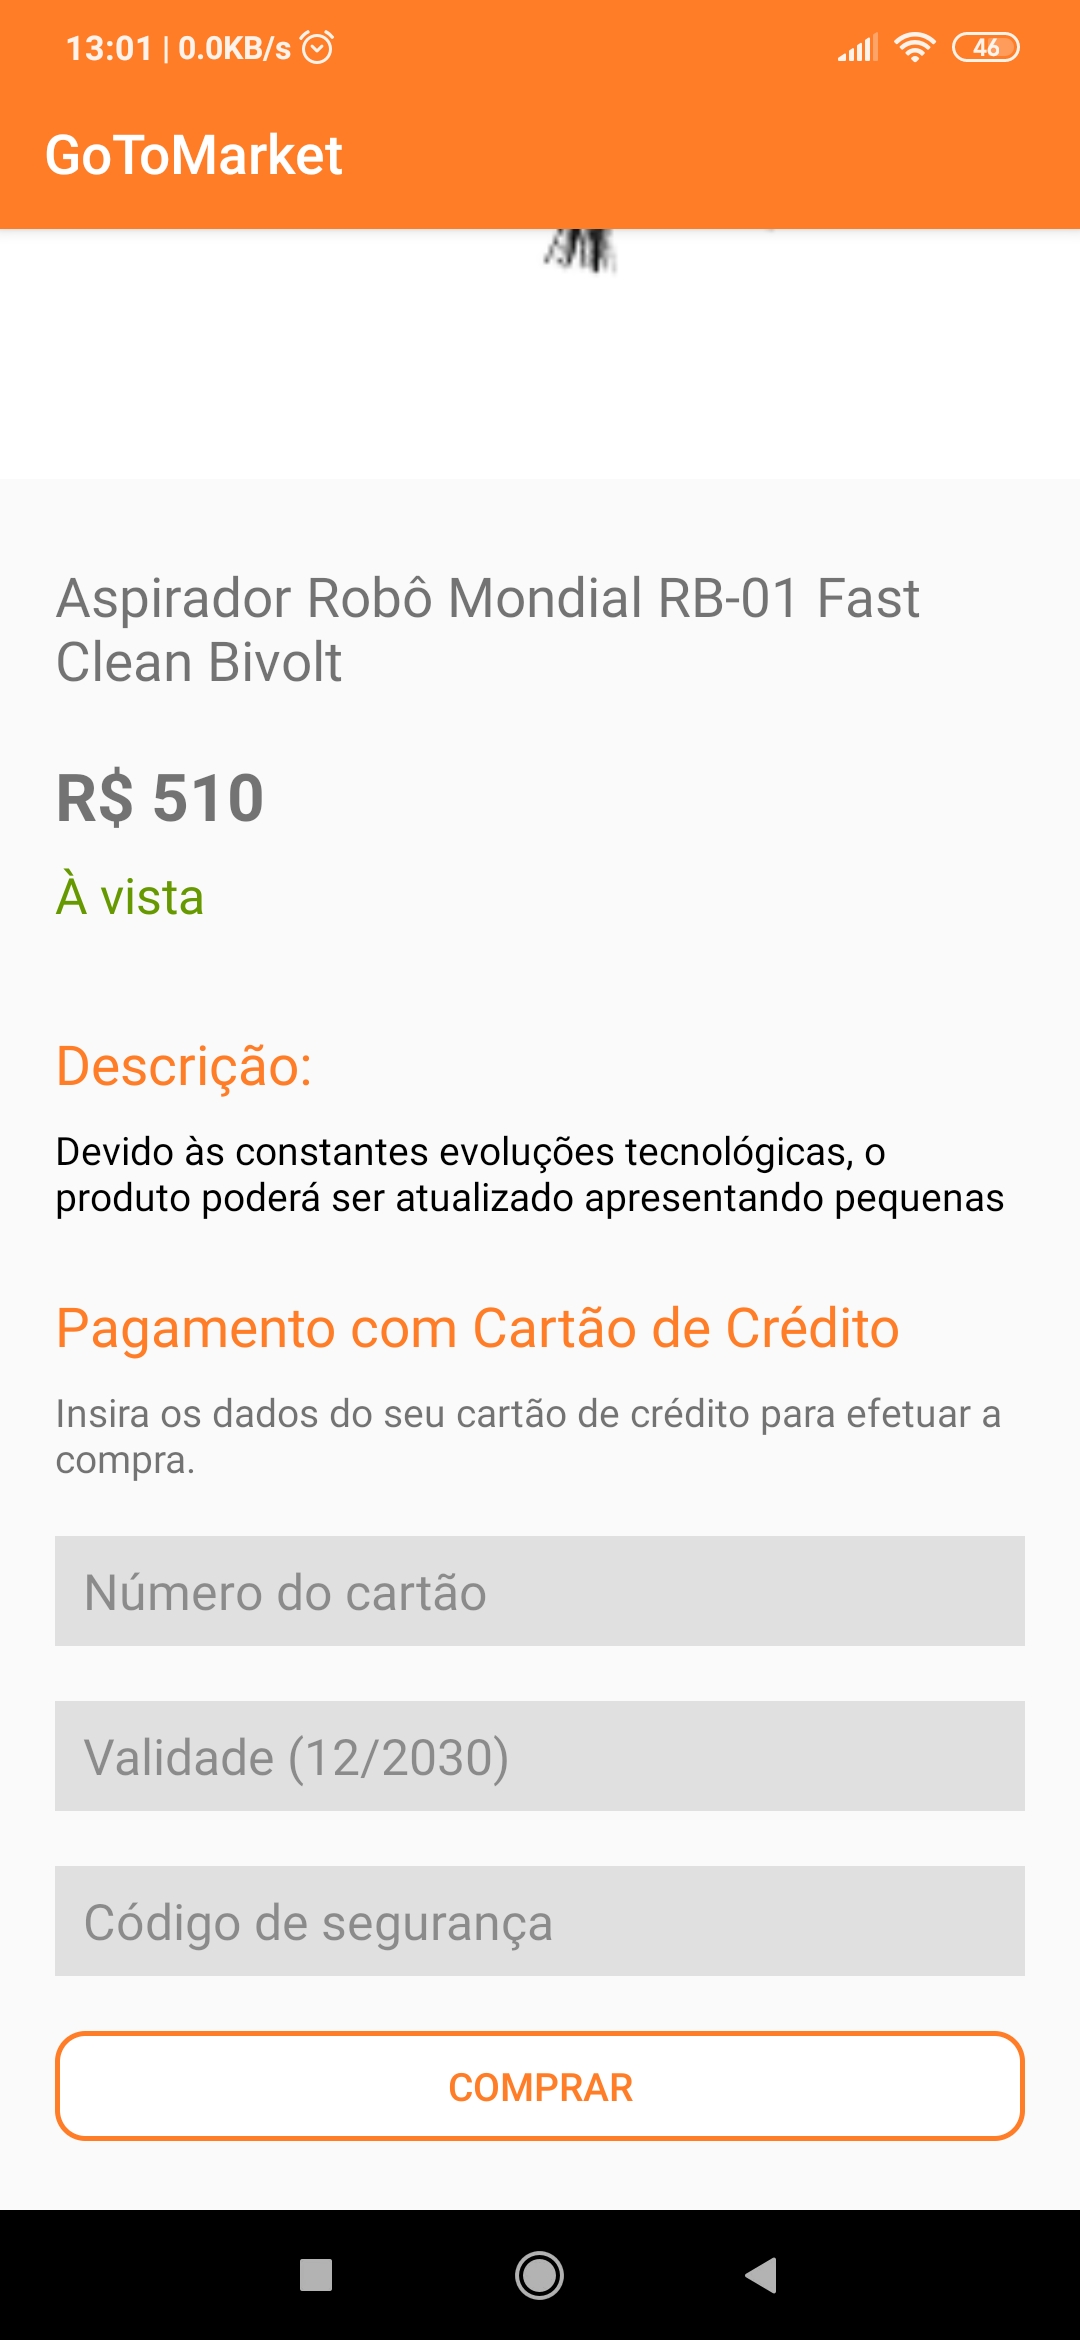 13:01 | 0.0KB/s
46
GoToMarket
Aspirador Robô Mondial RB-01 Fast
Clean Bivolt
R$ 510
À vista
Descrição:
Devido às constantes evoluções tecnológicas, o
produto poderá ser atualizado apresentando pequenas
Pagamento com Cartão de Crédito
Insira os dados do seu cartão de crédito para efetuar a
compra.
Número do cartão
Validade (12/2030)
Código de segurança
COMPRAR